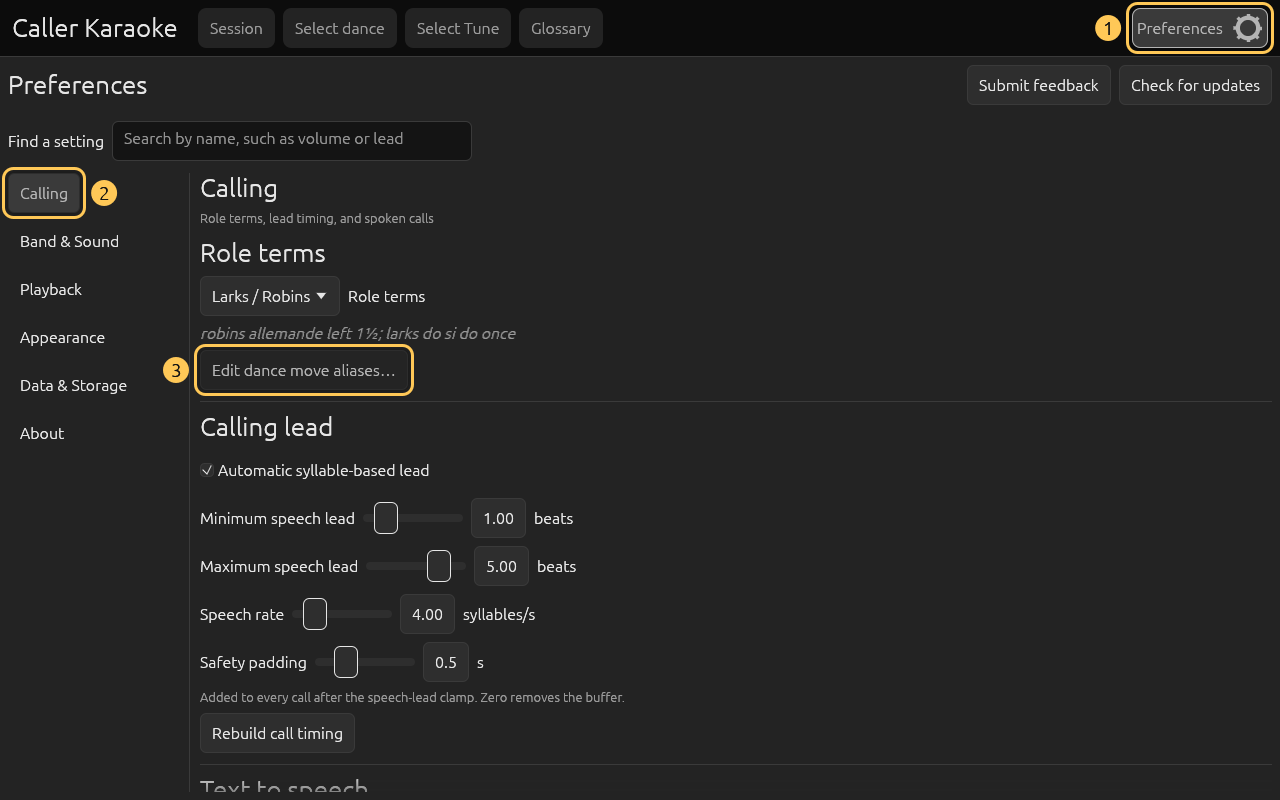 Caller Karaoke Session Select dance Select Tune Glossary 1 Preferences
Preferences Submit feedback Check for updates
Find a setting Search by name, such as volume or lead
Calling 2
Band & Sound
Playback
Appearance
Data & Storage
About
Calling
Role terms, lead timing, and spoken calls
Role terms
Larks / Robins Role terms
robins allemande left 1½; larks do si do once
3 Edit dance move aliases…
Calling lead
Automatic syllable-based lead
Minimum speech lead 1.00 beats
Maximum speech lead 5.00 beats
Speech rate 4.00 syllables/s
Safety padding 0.5 s
Added to every call after the speech-lead clamp. Zero removes the buffer.
Rebuild call timing
Text to speech